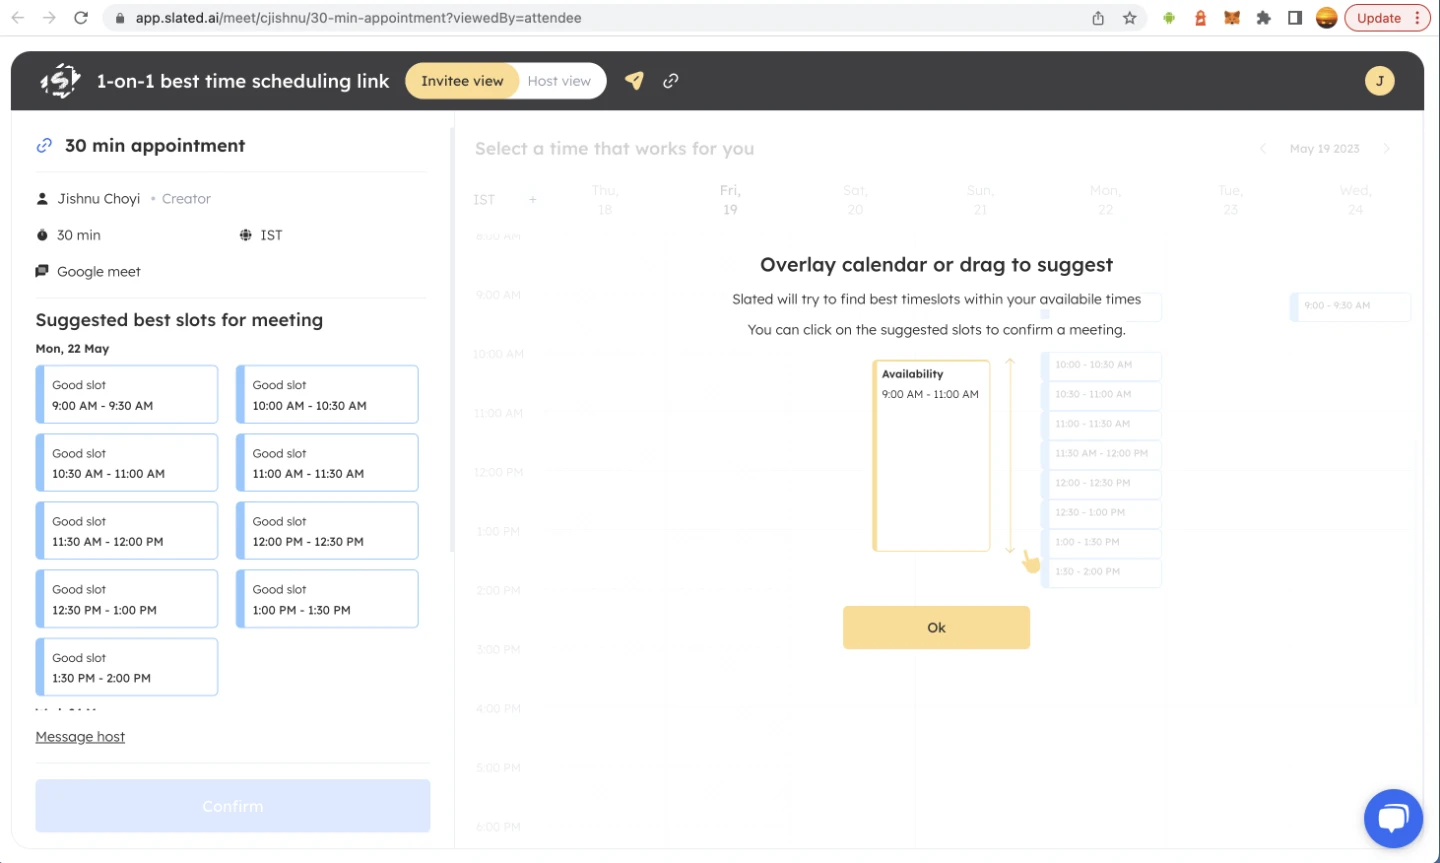 app.slated.ai/meet/cjishnu/30-min-appointment?viewedBy=attendee
Update
1-on-1 best time scheduling link
Invitee view
Host view
J
30 min appointment
Jishnu Choyi • Creator
30 min
IST
Google meet
Suggested best slots for meeting
Mon, 22 May
Good slot
9:00 AM - 9:30 AM
Good slot
10:00 AM - 10:30 AM
Good slot
10:30 AM - 11:00 AM
Good slot
11:00 AM - 11:30 AM
Good slot
11:30 AM - 12:00 PM
Good slot
12:00 PM - 12:30 PM
Good slot
12:30 PM - 1:00 PM
Good slot
1:00 PM - 1:30 PM
Good slot
1:30 PM - 2:00 PM
Message host
Confirm
Select a time that works for you
May 19 2023
IST
+
Thu,
18
Fri,
19
Sat,
20
Sun,
21
Mon,
22
Tue,
23
Wed,
24
8:00 AM
9:00 AM
10:00 AM
11:00 AM
12:00 PM
1:00 PM
2:00 PM
3:00 PM
4:00 PM
5:00 PM
6:00 PM
Overlay calendar or drag to suggest
Slated will try to find best timeslots within your availabile times
You can click on the suggested slots to confirm a meeting.
Availability
9:00 AM - 11:00 AM
10:00 - 10:30 AM
10:30 - 11:00 AM
11:00 - 11:30 AM
11:30 AM - 12:00 PM
12:00 - 12:30 PM
12:30 - 1:00 PM
1:00 - 1:30 PM
1:30 - 2:00 PM
9:00 - 9:30 AM
Ok